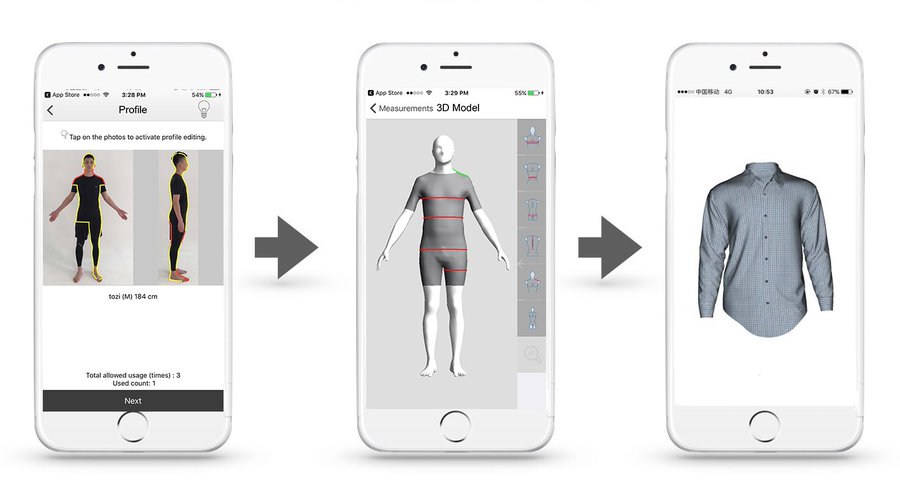 App Store 3:28 PM 54%
Profile
Tap on the photos to activate profile editing.
tozi (M) 184 cm
Total allowed usage (times) : 3
Used count: 1
Next
App Store 3:29 PM 55%
Measurements 3D Model
中国移动 4G 10:53 67%